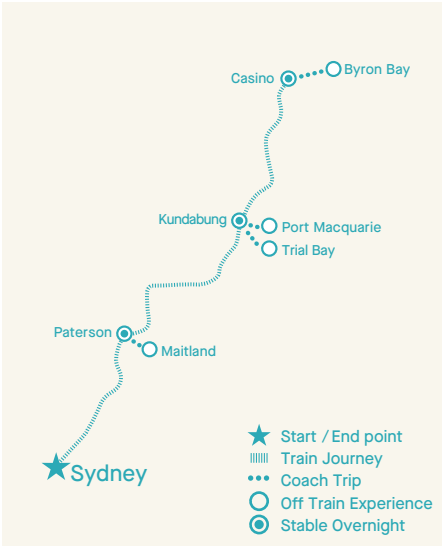 Casino
Byron Bay
Kundabung
Port Macquarie
Trial Bay
Paterson
Maitland
Sydney
Start / End point
Train Journey
Coach Trip
Off Train Experience
Stable Overnight